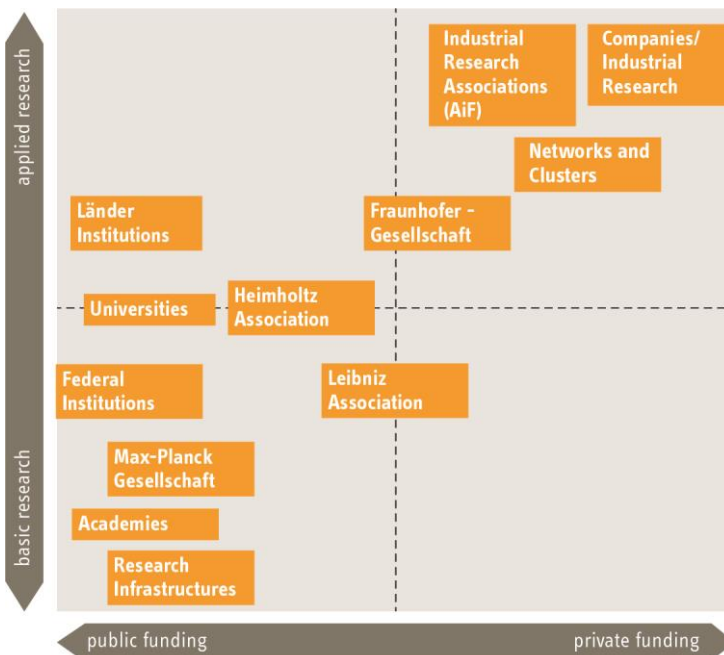 applied research
basic research
Industrial
Research
Associations
(AiF)
Companies/
Industrial
Research
Networks and
Clusters
Länder
Institutions
Fraunhofer –
Gesellschaft
Universities
Heimholtz
Association
Federal
Institutions
Leibniz
Association
Max-Planck
Gesellschaft
Academies
Research
Infrastructures
public funding
private funding